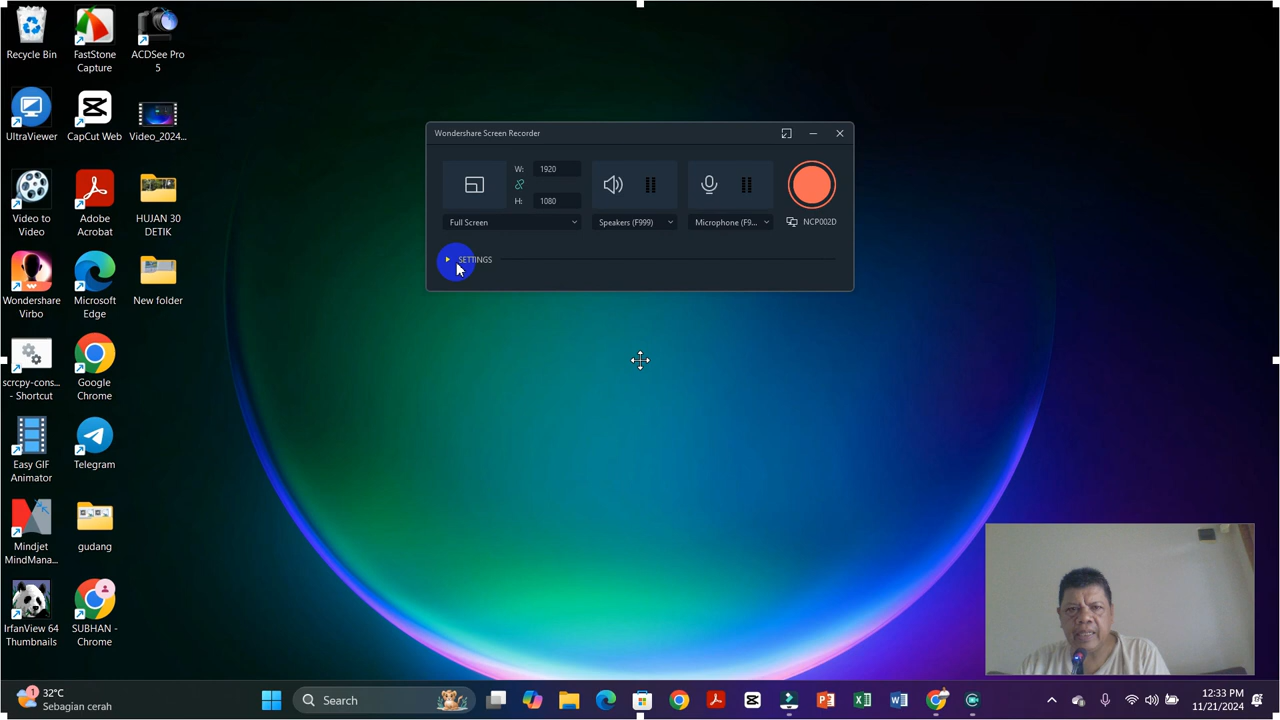 Recycle Bin
FastStone
Capture
ACDSee Pro
5
UltraViewer
CapCut Web
Video_2024...
Video to
Video
Adobe
Acrobat
HUJAN 30
DETIK
Wondershare
Virbo
Microsoft
Edge
New folder
scrcpy-cons...
- Shortcut
Google
Chrome
Easy GIF
Animator
Telegram
Mindjet
MindMana...
gudang
IrfanView 64
Thumbnails
SUBHAN -
Chrome
Wondershare Screen Recorder
W: 1920
H: 1080
Full Screen
Speakers (F999)
Microphone (F9...
NCP002D
SETTINGS
1
32°C
Sebagian cerah
Search
12:33 PM
11/21/2024